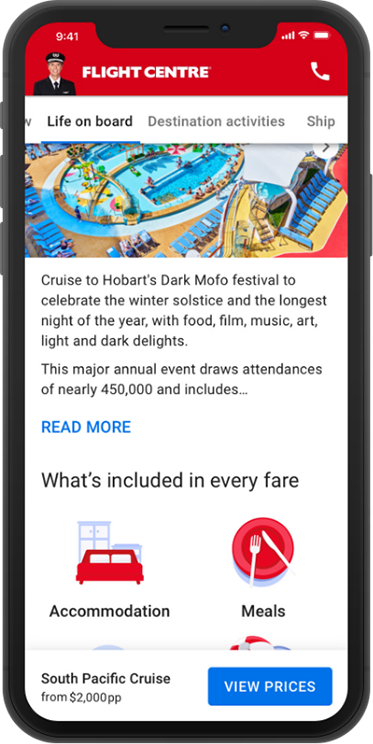 9:41
FLIGHT CENTRE
Life on board
Destination activities
Ship
Cruise to Hobart's Dark Mofo festival to
celebrate the winter solstice and the longest
night of the year, with food, film, music, art,
light and dark delights.
This major annual event draws attendances
of nearly 450,000 and includes…
READ MORE
What’s included in every fare
Accommodation
Meals
South Pacific Cruise
from $2,000pp
VIEW PRICES